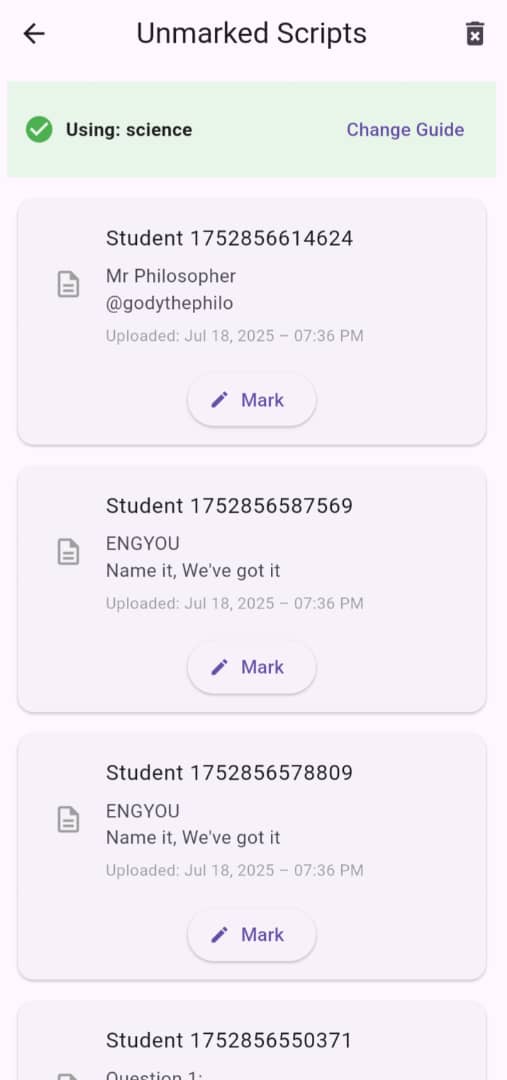 Unmarked Scripts
Using: science
Change Guide
Student 1752856614624
Mr Philosopher
@godythephilo
Uploaded: Jul 18, 2025 – 07:36 PM
Mark
Student 1752856587569
ENGYOU
Name it, We've got it
Uploaded: Jul 18, 2025 – 07:36 PM
Mark
Student 1752856578809
ENGYOU
Name it, We've got it
Uploaded: Jul 18, 2025 – 07:36 PM
Mark
Student 1752856550371
Question 1: